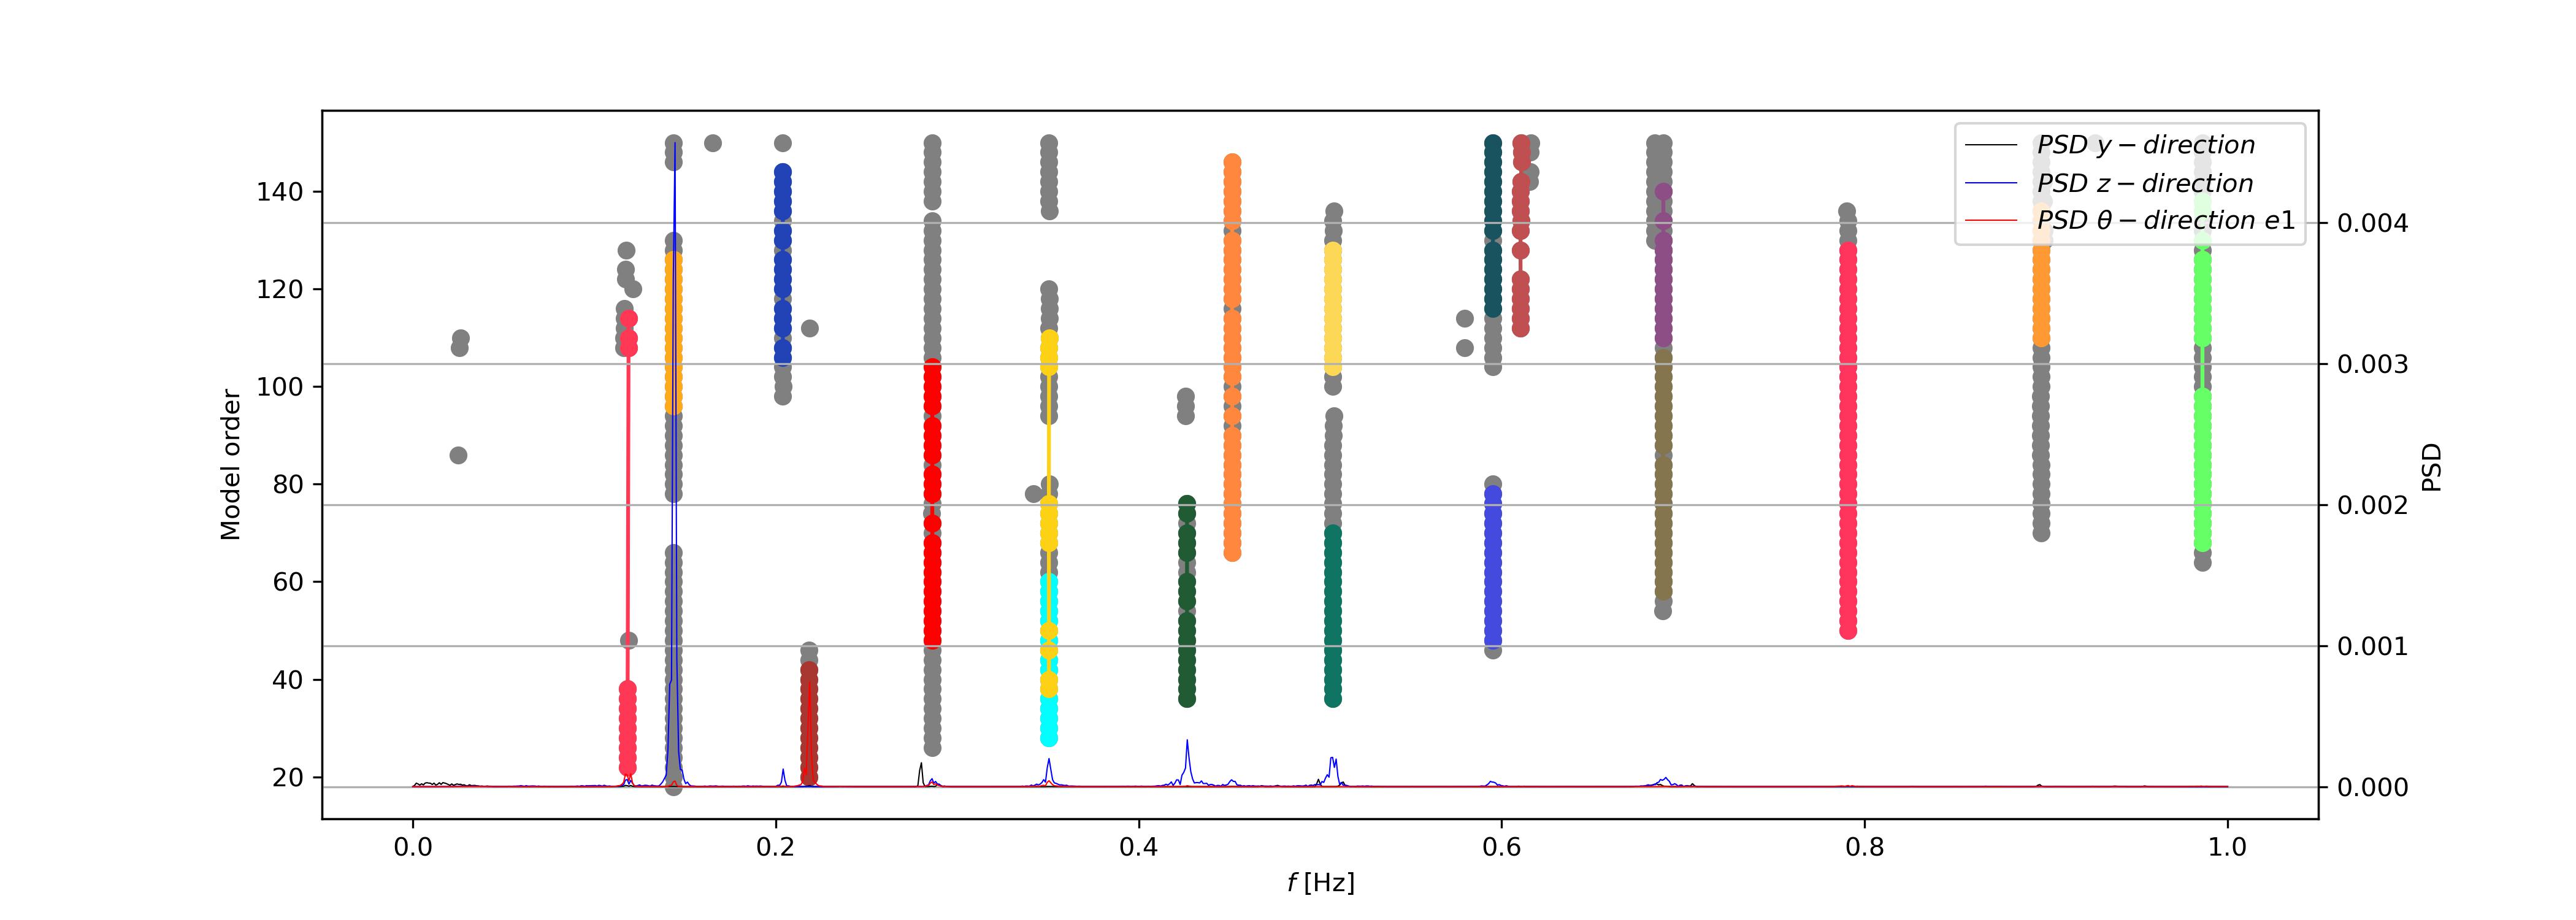 PSD y − direction
140
PSD z − direction
PSD θ − direction e1
0.004
120
0.003
100
Model order
80
PSD
0.002
60
0.001
40
20
0.000
0.0 0.2 0.4 0.6 0.8 1.0
f [Hz]